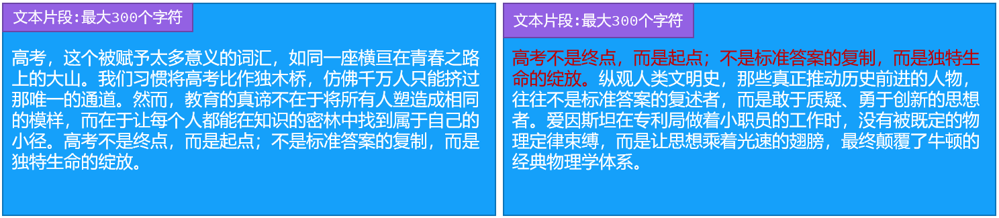 文本片段:最大300个字符
高考，这个被赋予太多意义的词汇，如同一座横亘在青春之路
上的大山。我们习惯将高考比作独木桥，仿佛千万人只能挤过
那唯一的通道。然而，教育的真谛不在于将所有人塑造成相同
的模样，而在于让每个人都能在知识的密林中找到属于自己的
小径。高考不是终点，而是起点；不是标准答案的复制，而是
独特生命的绽放。
文本片段:最大300个字符
高考不是终点，而是起点；不是标准答案的复制，而是独特生
命的绽放。纵观人类文明史，那些真正推动历史前进的人物，
往往不是标准答案的复述者，而是敢于质疑、勇于创新的思想
者。爱因斯坦在专利局做着小职员的工作时，没有被既定的物
理定律束缚，而是让思想乘着光速的翅膀，最终颠覆了牛顿的
经典物理学体系。